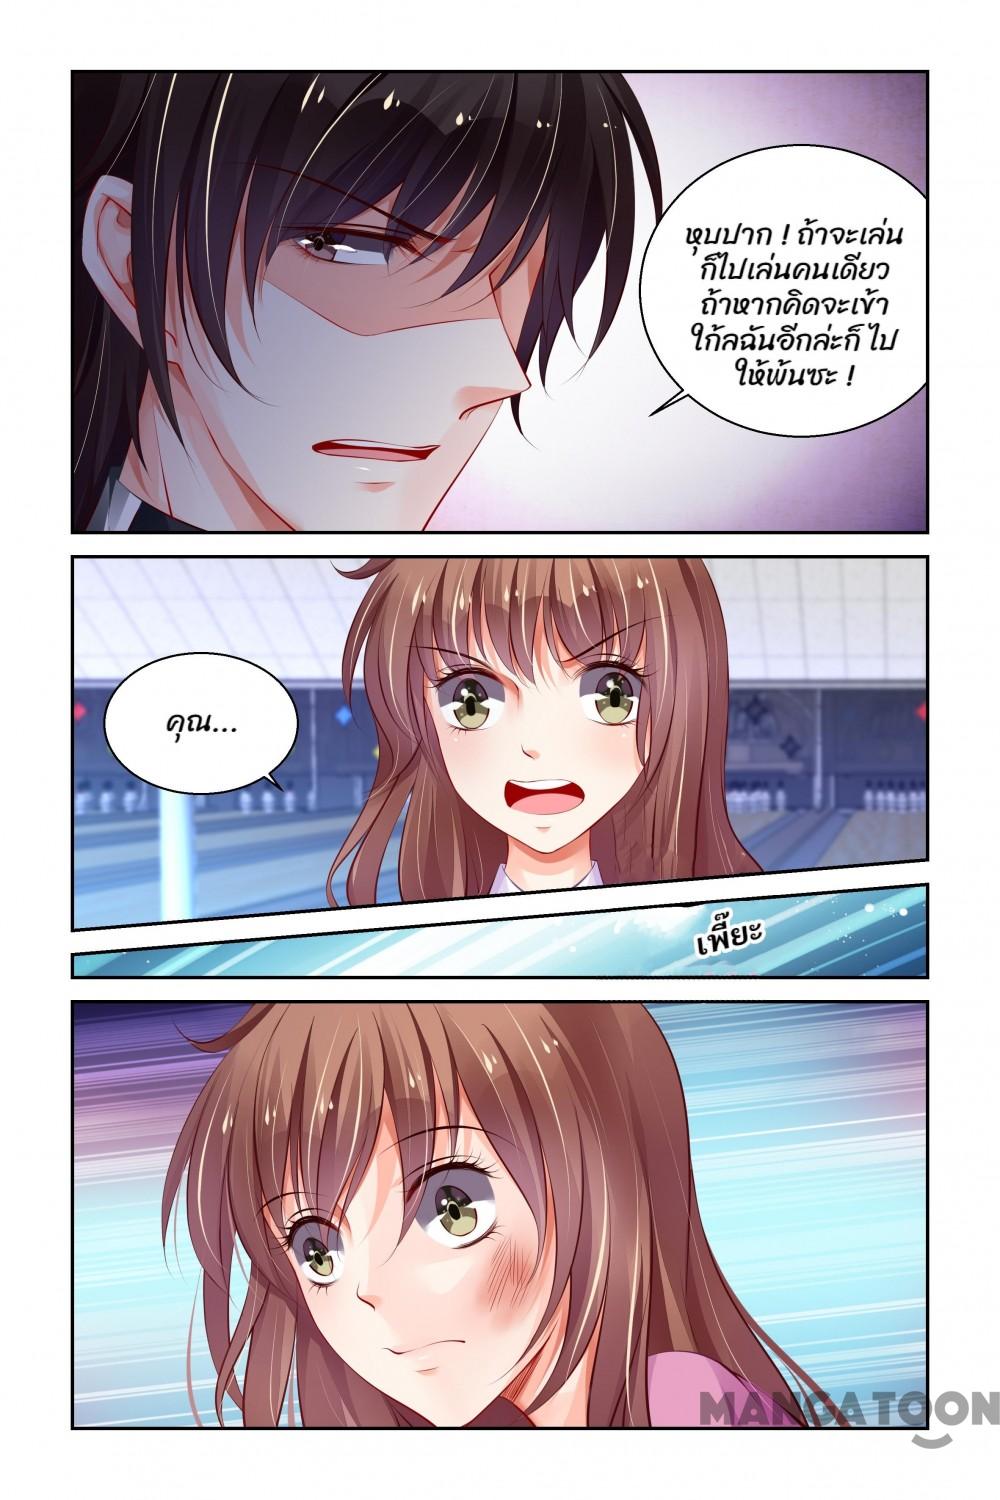 หุบปาก ! ถ้าจะเล่น
ก็ไปเล่นคนเดียว
ถ้าหากคิดจะเข้า
ใก้ลฉันอีกล่ะก็ ไป
ให้พ้นซะ !
คุณ...
เพี๊ยะ
MANGATOON